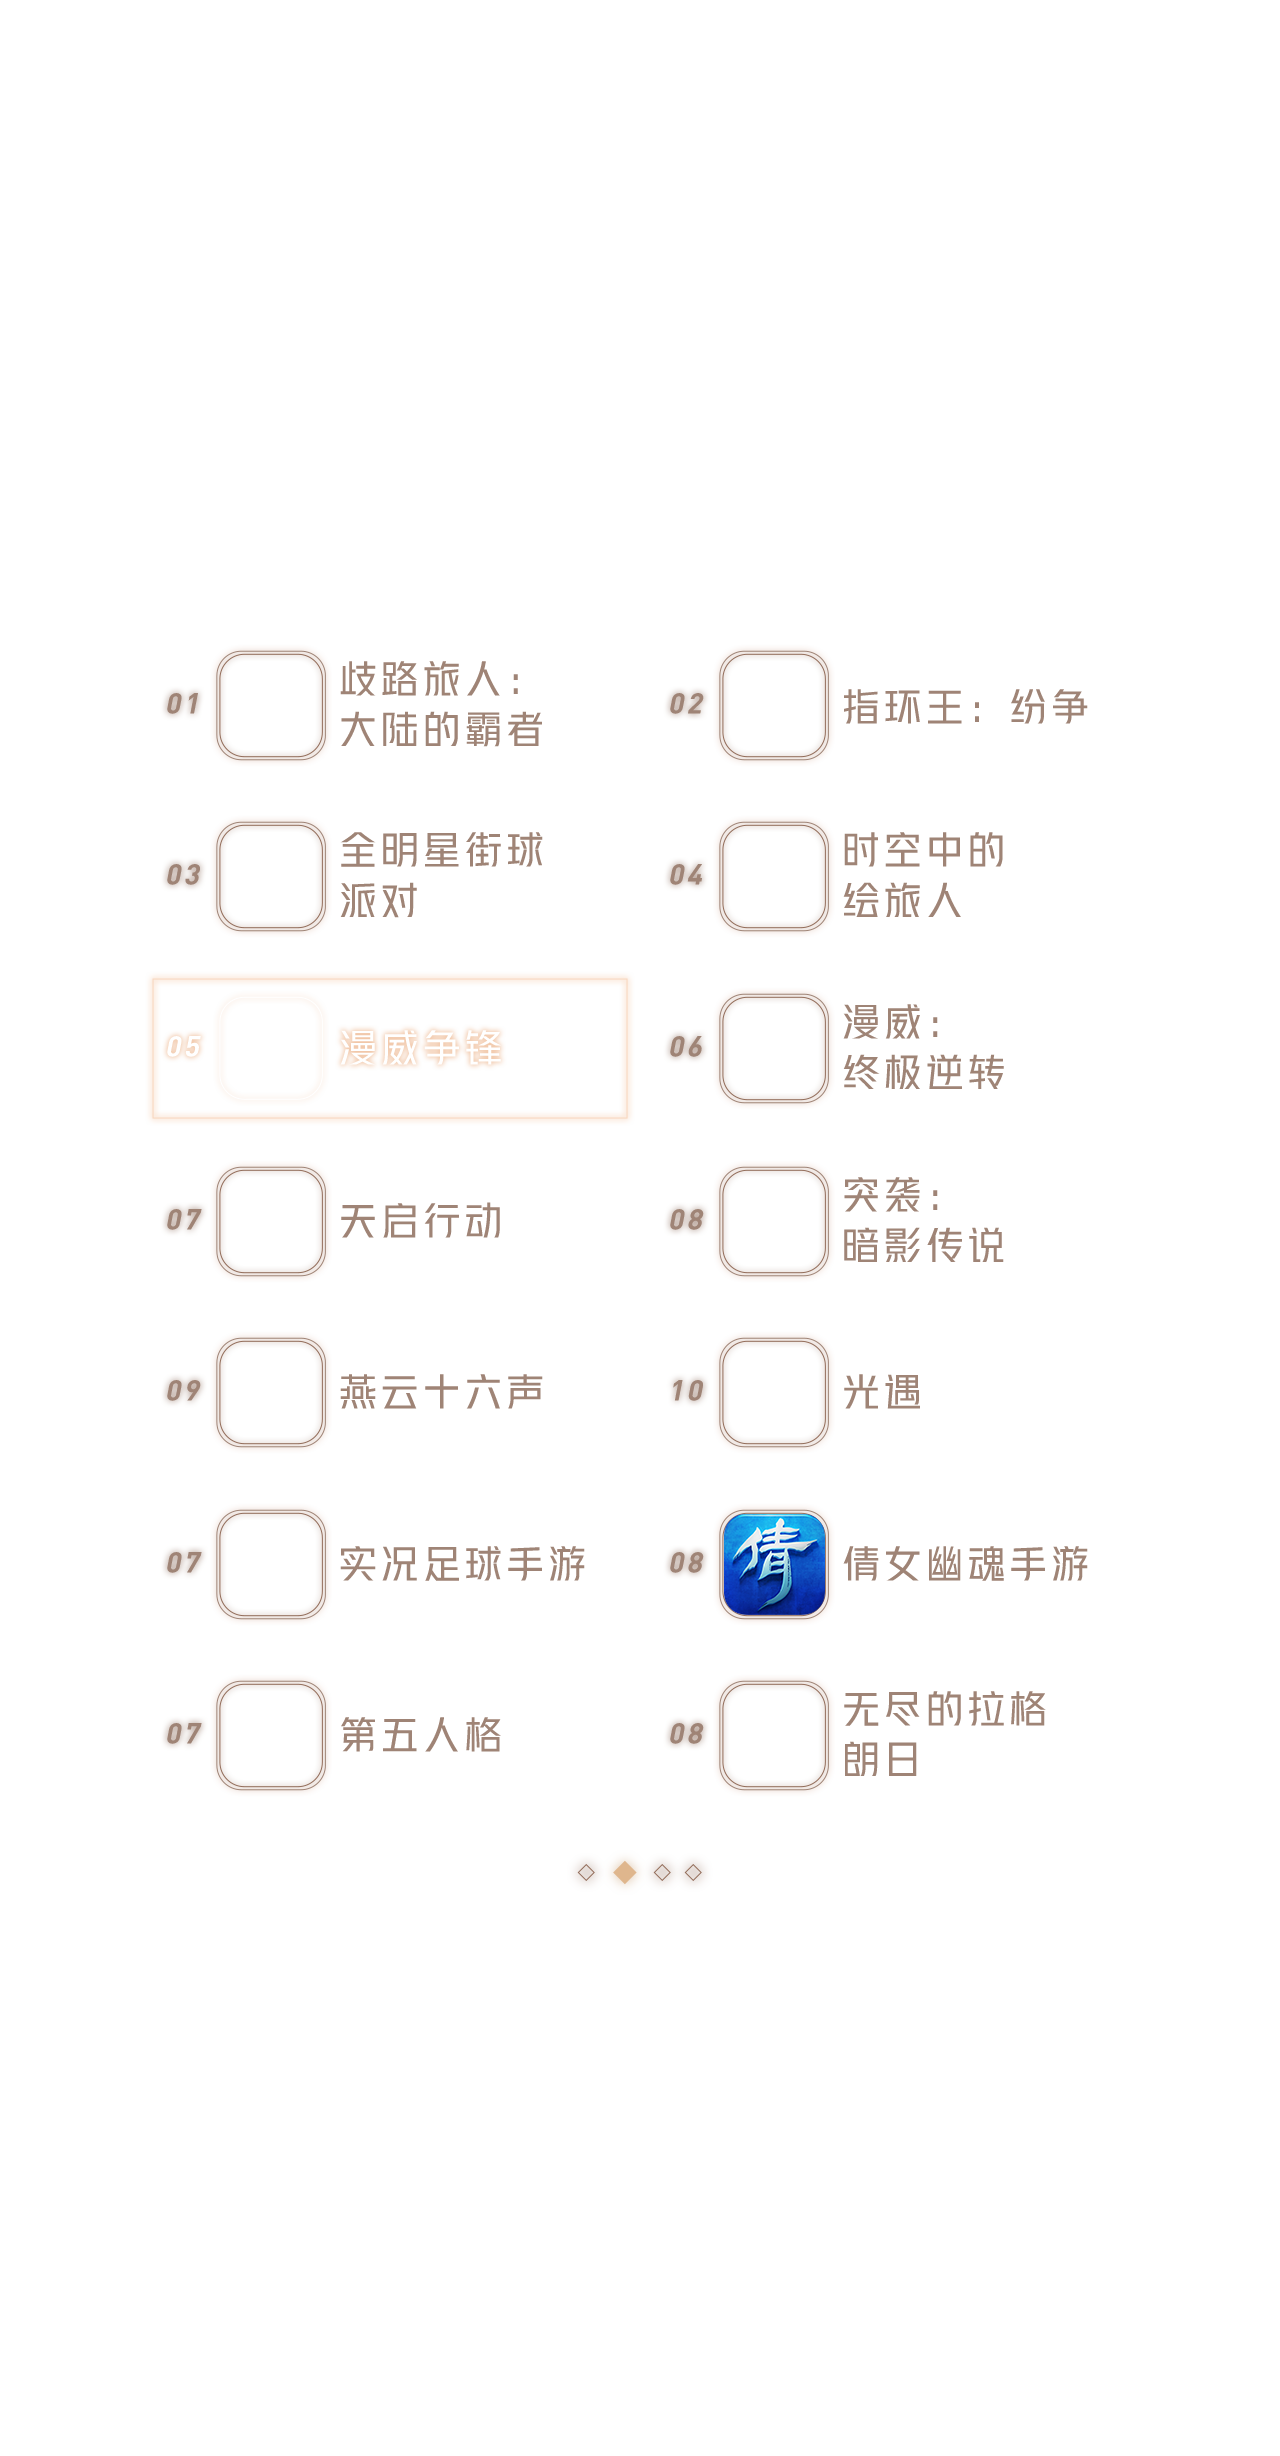 01
歧路旅人：
大陆的霸者
02
指环王：纷争
03
全明星街球
派对
04
时空中的
绘旅人
05
漫威争锋
06
漫威：
终极逆转
07
天启行动
08
突袭：
暗影传说
09
燕云十六声
10
光遇
07
实况足球手游
08
倩
倩女幽魂手游
07
第五人格
08
无尽的拉格
朗日